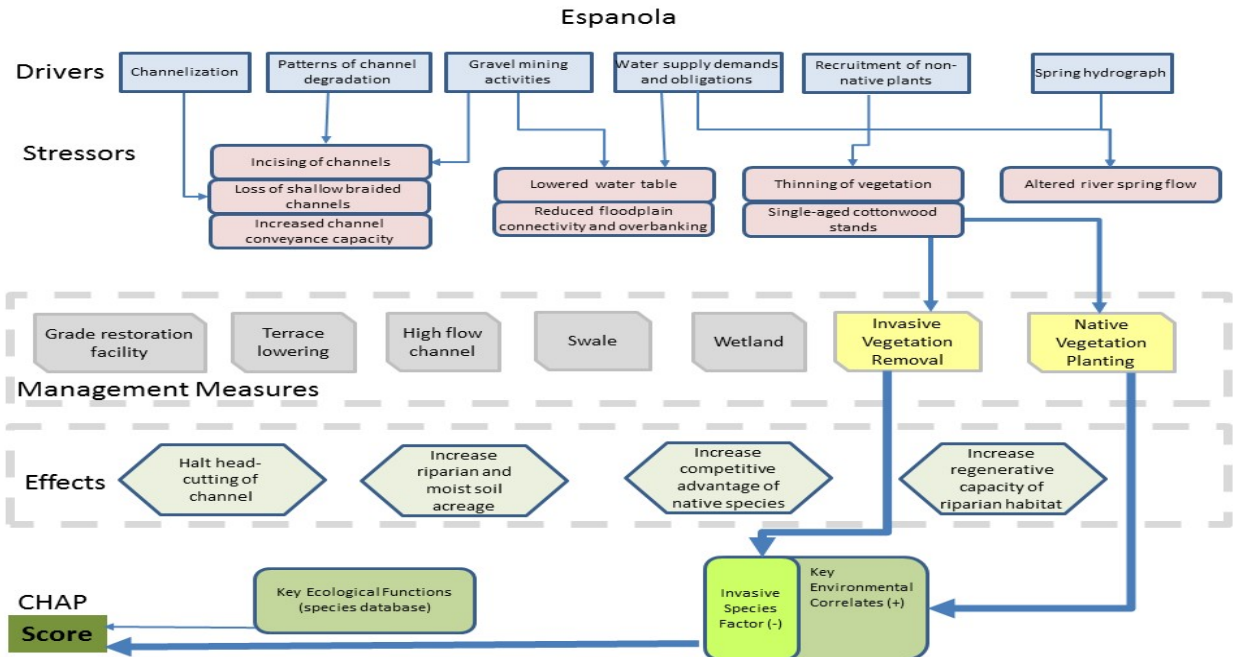 Espanola
Drivers
Channelization
Patterns of channel
degradation
Gravel mining
activities
Water supply demands
and obligations
Recruitment of non-
native plants
Spring hydrograph
Stressors
Incising of channels
Loss of shallow braided
channels
Increased channel
conveyance capacity
Lowered water table
Reduced floodplain
connectivity and overbanking
Thinning of vegetation
Single-aged cottonwood
stands
Altered river spring flow
Grade restoration
facility
Terrace
lowering
High flow
channel
Swale
Wetland
Invasive
Vegetation
Removal
Native
Vegetation
Planting
Management Measures
Effects
Halt head-
cutting of
channel
Increase
riparian and
moist soil
acreage
Increase
competitive
advantage of
native species
Increase
regenerative
capacity of
riparian habitat
CHAP
Score
Key Ecological Functions
(species database)
Invasive
Species
Factor (-)
Key
Environmental
Correlates (+)